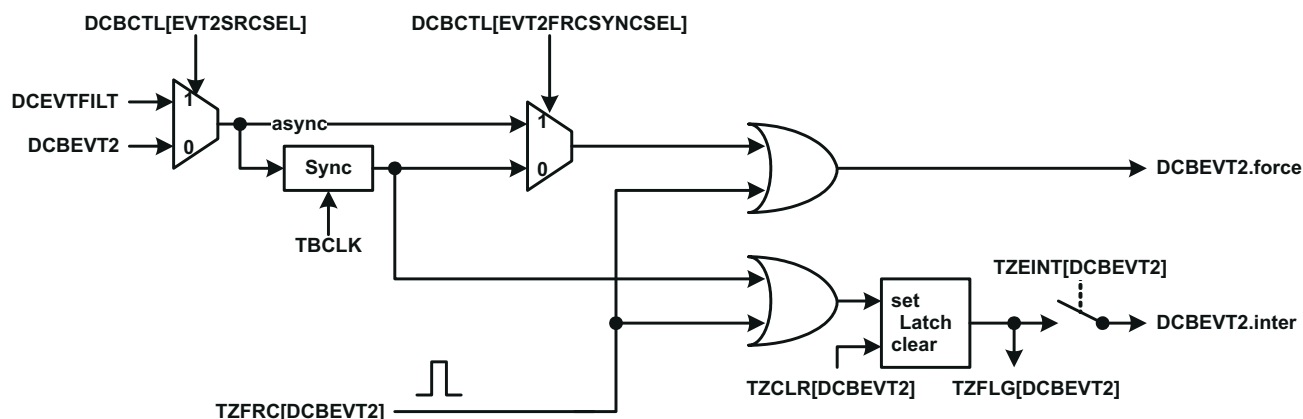 DCBCTL[EVT2SRCSEL]
DCBCTL[EVT2FRCSYNCSEL]
DCEVTFILT
1
async
1
DCBEVT2
0
Sync
0
DCBEVT2.force
TBCLK
TZEINT[DCBEVT2]
set
Latch
clear
DCBEVT2.inter
TZCLR[DCBEVT2]
TZFLG[DCBEVT2]
TZFRC[DCBEVT2]